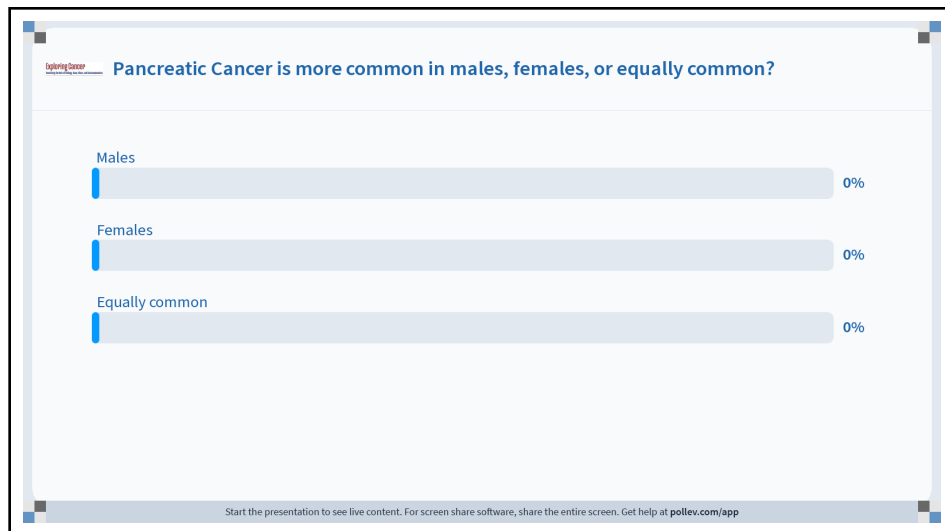 Exploring Cancer
Pancreatic Cancer is more common in males, females, or equally common?
Males
0%
Females
0%
Equally common
0%
Start the presentation to see live content. For screen share software, share the entire screen. Get help at pollev.com/app